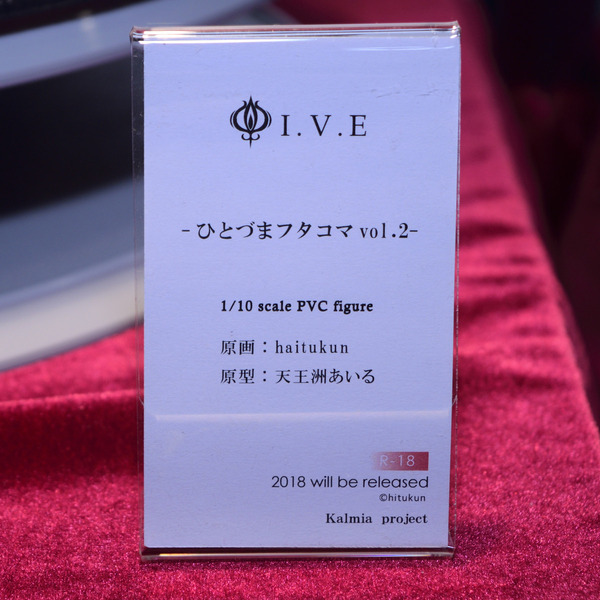 I.V.E
-ひとづまフタコマ vol.2-
1/10 scale PVC figure
原画：haitukun
原型：天王洲あいる
R-18
2018 will be released
©hitukun
Kalmia project